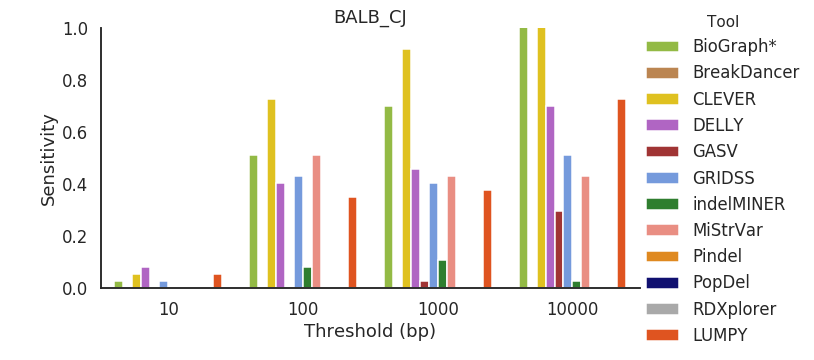 BALB_CJ
Sensitivity
1.0
0.8
0.6
0.4
0.2
0.0
10 100 1000 10000
Threshold (bp)
Tool
BioGraph*
BreakDancer
CLEVER
DELLY
GASV
GRIDSS
indelMINER
MiStrVar
Pindel
PopDel
RDXplorer
LUMPY